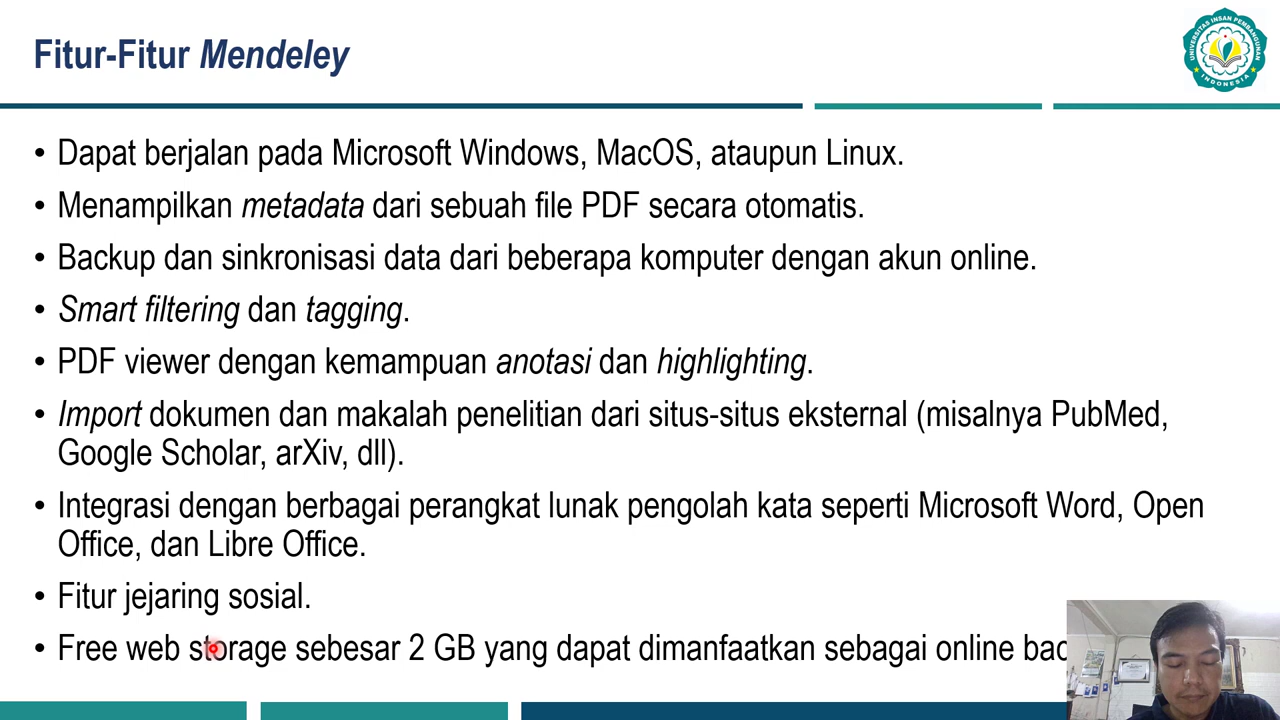 Fitur-Fitur Mendeley
UNIVERSITAS INSAN PEMBANGUNAN
INDONESIA
• Dapat berjalan pada Microsoft Windows, MacOS, ataupun Linux.
• Menampilkan metadata dari sebuah file PDF secara otomatis.
• Backup dan sinkronisasi data dari beberapa komputer dengan akun online.
• Smart filtering dan tagging.
• PDF viewer dengan kemampuan anotasi dan highlighting.
• Import dokumen dan makalah penelitian dari situs-situs eksternal (misalnya PubMed,
Google Scholar, arXiv, dll).
• Integrasi dengan berbagai perangkat lunak pengolah kata seperti Microsoft Word, Open
Office, dan Libre Office.
• Fitur jejaring sosial.
• Free web storage sebesar 2 GB yang dapat dimanfaatkan sebagai online